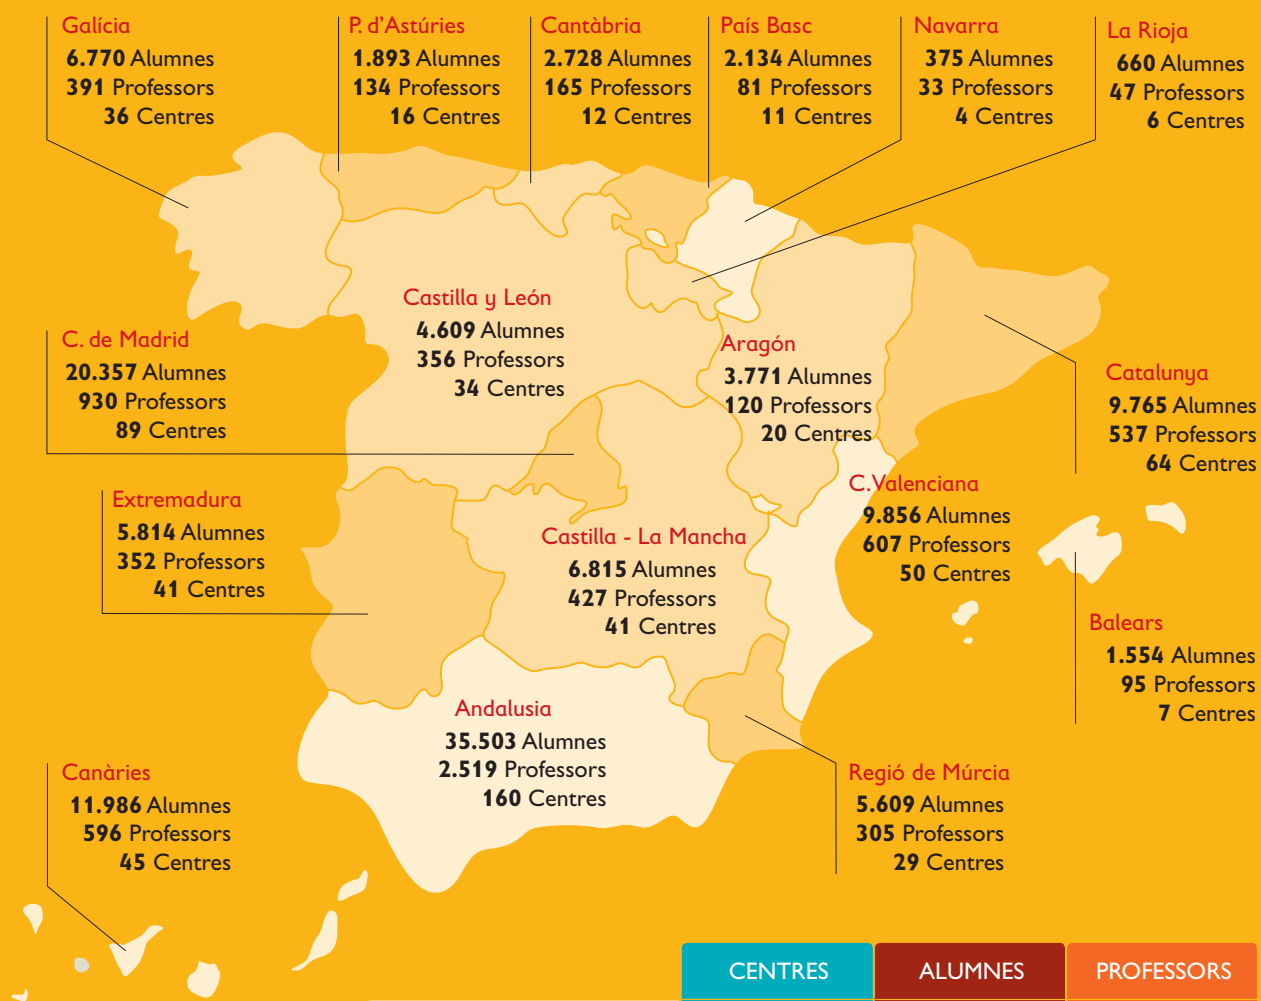 Galícia
6.770 Alumnes
391 Professors
36 Centres
P. d'Astúries
1.893 Alumnes
134 Professors
16 Centres
Cantàbria
2.728 Alumnes
165 Professors
12 Centres
País Basc
2.134 Alumnes
81 Professors
11 Centres
Navarra
375 Alumnes
33 Professors
4 Centres
La Rioja
660 Alumnes
47 Professors
6 Centres
Castilla y León
4.609 Alumnes
356 Professors
34 Centres
C. de Madrid
20.357 Alumnes
930 Professors
89 Centres
Aragón
3.771 Alumnes
120 Professors
20 Centres
Catalunya
9.765 Alumnes
537 Professors
64 Centres
Extremadura
5.814 Alumnes
352 Professors
41 Centres
Castilla - La Mancha
6.815 Alumnes
427 Professors
41 Centres
C.Valenciana
9.856 Alumnes
607 Professors
50 Centres
Balears
1.554 Alumnes
95 Professors
7 Centres
Andalusia
35.503 Alumnes
2.519 Professors
160 Centres
Canàries
11.986 Alumnes
596 Professors
45 Centres
Regió de Múrcia
5.609 Alumnes
305 Professors
29 Centres
CENTRES
ALUMNES
PROFESSORS